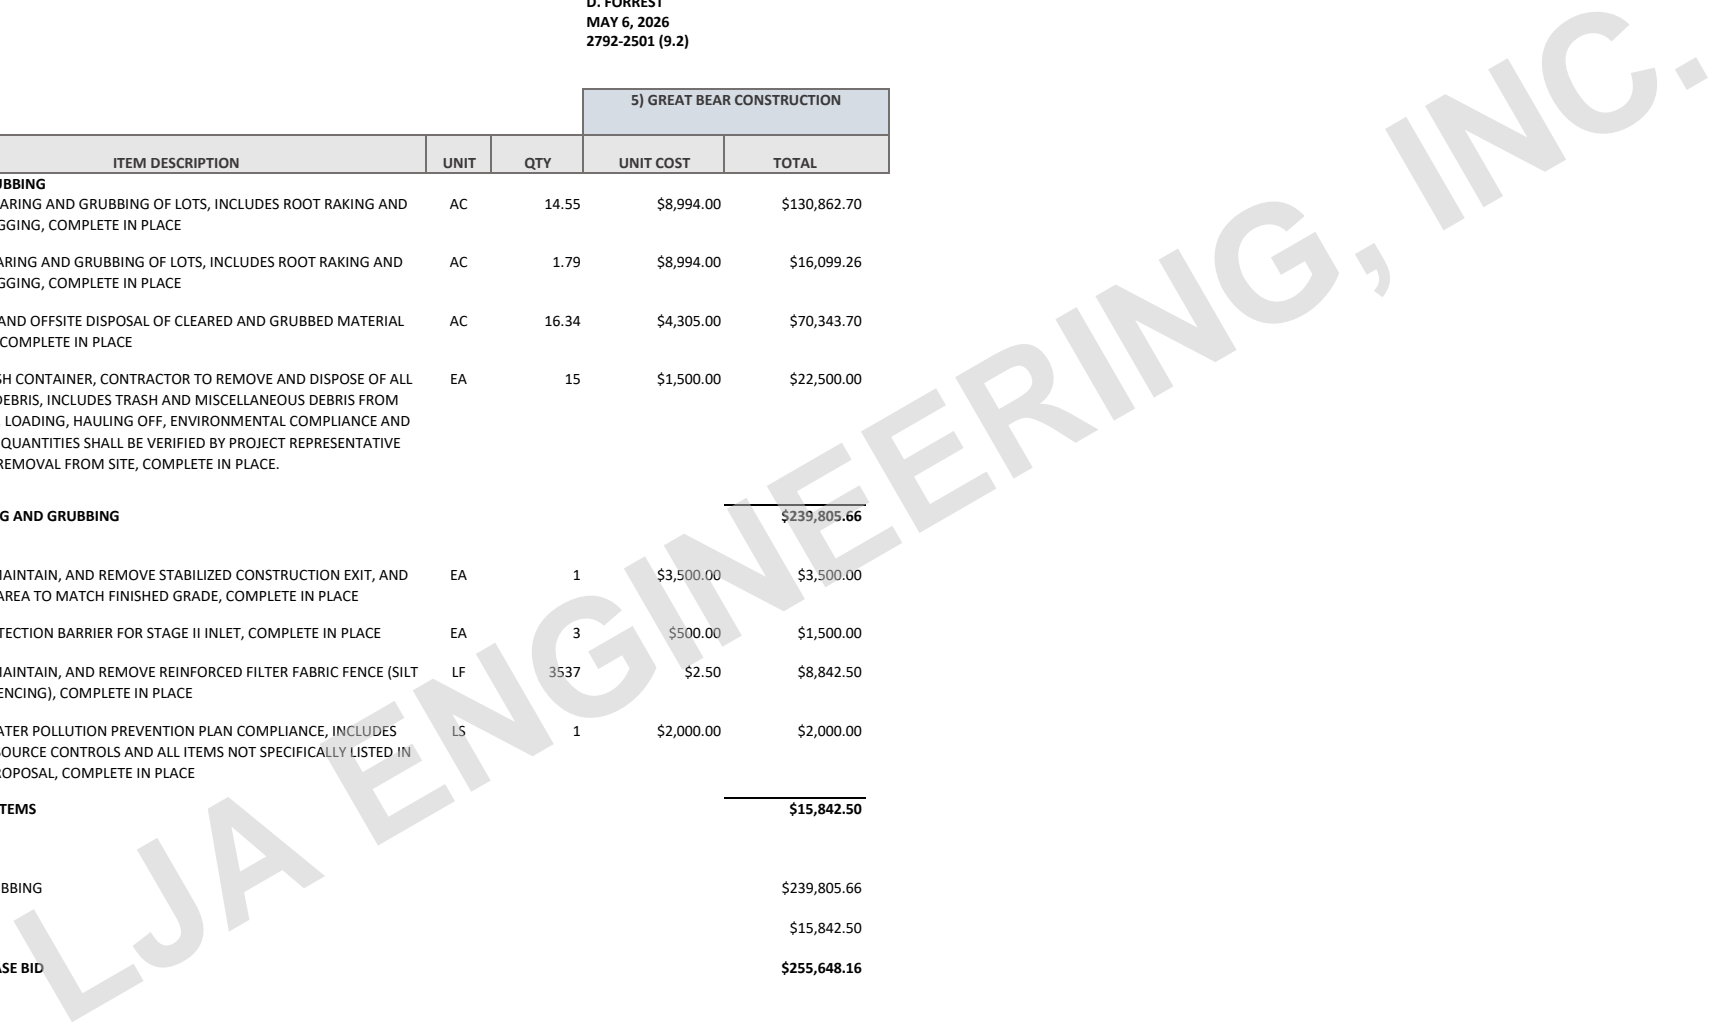 D. FORREST
MAY 6, 2026
2792-2501 (9.2)
5) GREAT BEAR CONSTRUCTION
ITEM DESCRIPTION UNIT QTY UNIT COST TOTAL
UBBING
ARING AND GRUBBING OF LOTS, INCLUDES ROOT RAKING AND AC 14.55 $8,994.00 $130,862.70
GGING, COMPLETE IN PLACE
ARING AND GRUBBING OF LOTS, INCLUDES ROOT RAKING AND AC 1.79 $8,994.00 $16,099.26
GGING, COMPLETE IN PLACE
AND OFFSITE DISPOSAL OF CLEARED AND GRUBBED MATERIAL AC 16.34 $4,305.00 $70,343.70
COMPLETE IN PLACE
SH CONTAINER, CONTRACTOR TO REMOVE AND DISPOSE OF ALL EA 15 $1,500.00 $22,500.00
DEBRIS, INCLUDES TRASH AND MISCELLANEOUS DEBRIS FROM
LOADING, HAULING OFF, ENVIRONMENTAL COMPLIANCE AND
QUANTITIES SHALL BE VERIFIED BY PROJECT REPRESENTATIVE
REMOVAL FROM SITE, COMPLETE IN PLACE.
G AND GRUBBING $239,805.66
MAINTAIN, AND REMOVE STABILIZED CONSTRUCTION EXIT, AND EA 1 $3,500.00 $3,500.00
AREA TO MATCH FINISHED GRADE, COMPLETE IN PLACE
TECTION BARRIER FOR STAGE II INLET, COMPLETE IN PLACE EA 3 $500.00 $1,500.00
MAINTAIN, AND REMOVE REINFORCED FILTER FABRIC FENCE (SILT LF 3537 $2.50 $8,842.50
ENCING), COMPLETE IN PLACE
ATER POLLUTION PREVENTION PLAN COMPLIANCE, INCLUDES LS 1 $2,000.00 $2,000.00
SOURCE CONTROLS AND ALL ITEMS NOT SPECIFICALLY LISTED IN
ROPOSAL, COMPLETE IN PLACE
TEMS $15,842.50
BBING $239,805.66
$15,842.50
ASE BID $255,648.16
LJA ENGINEERING, INC.